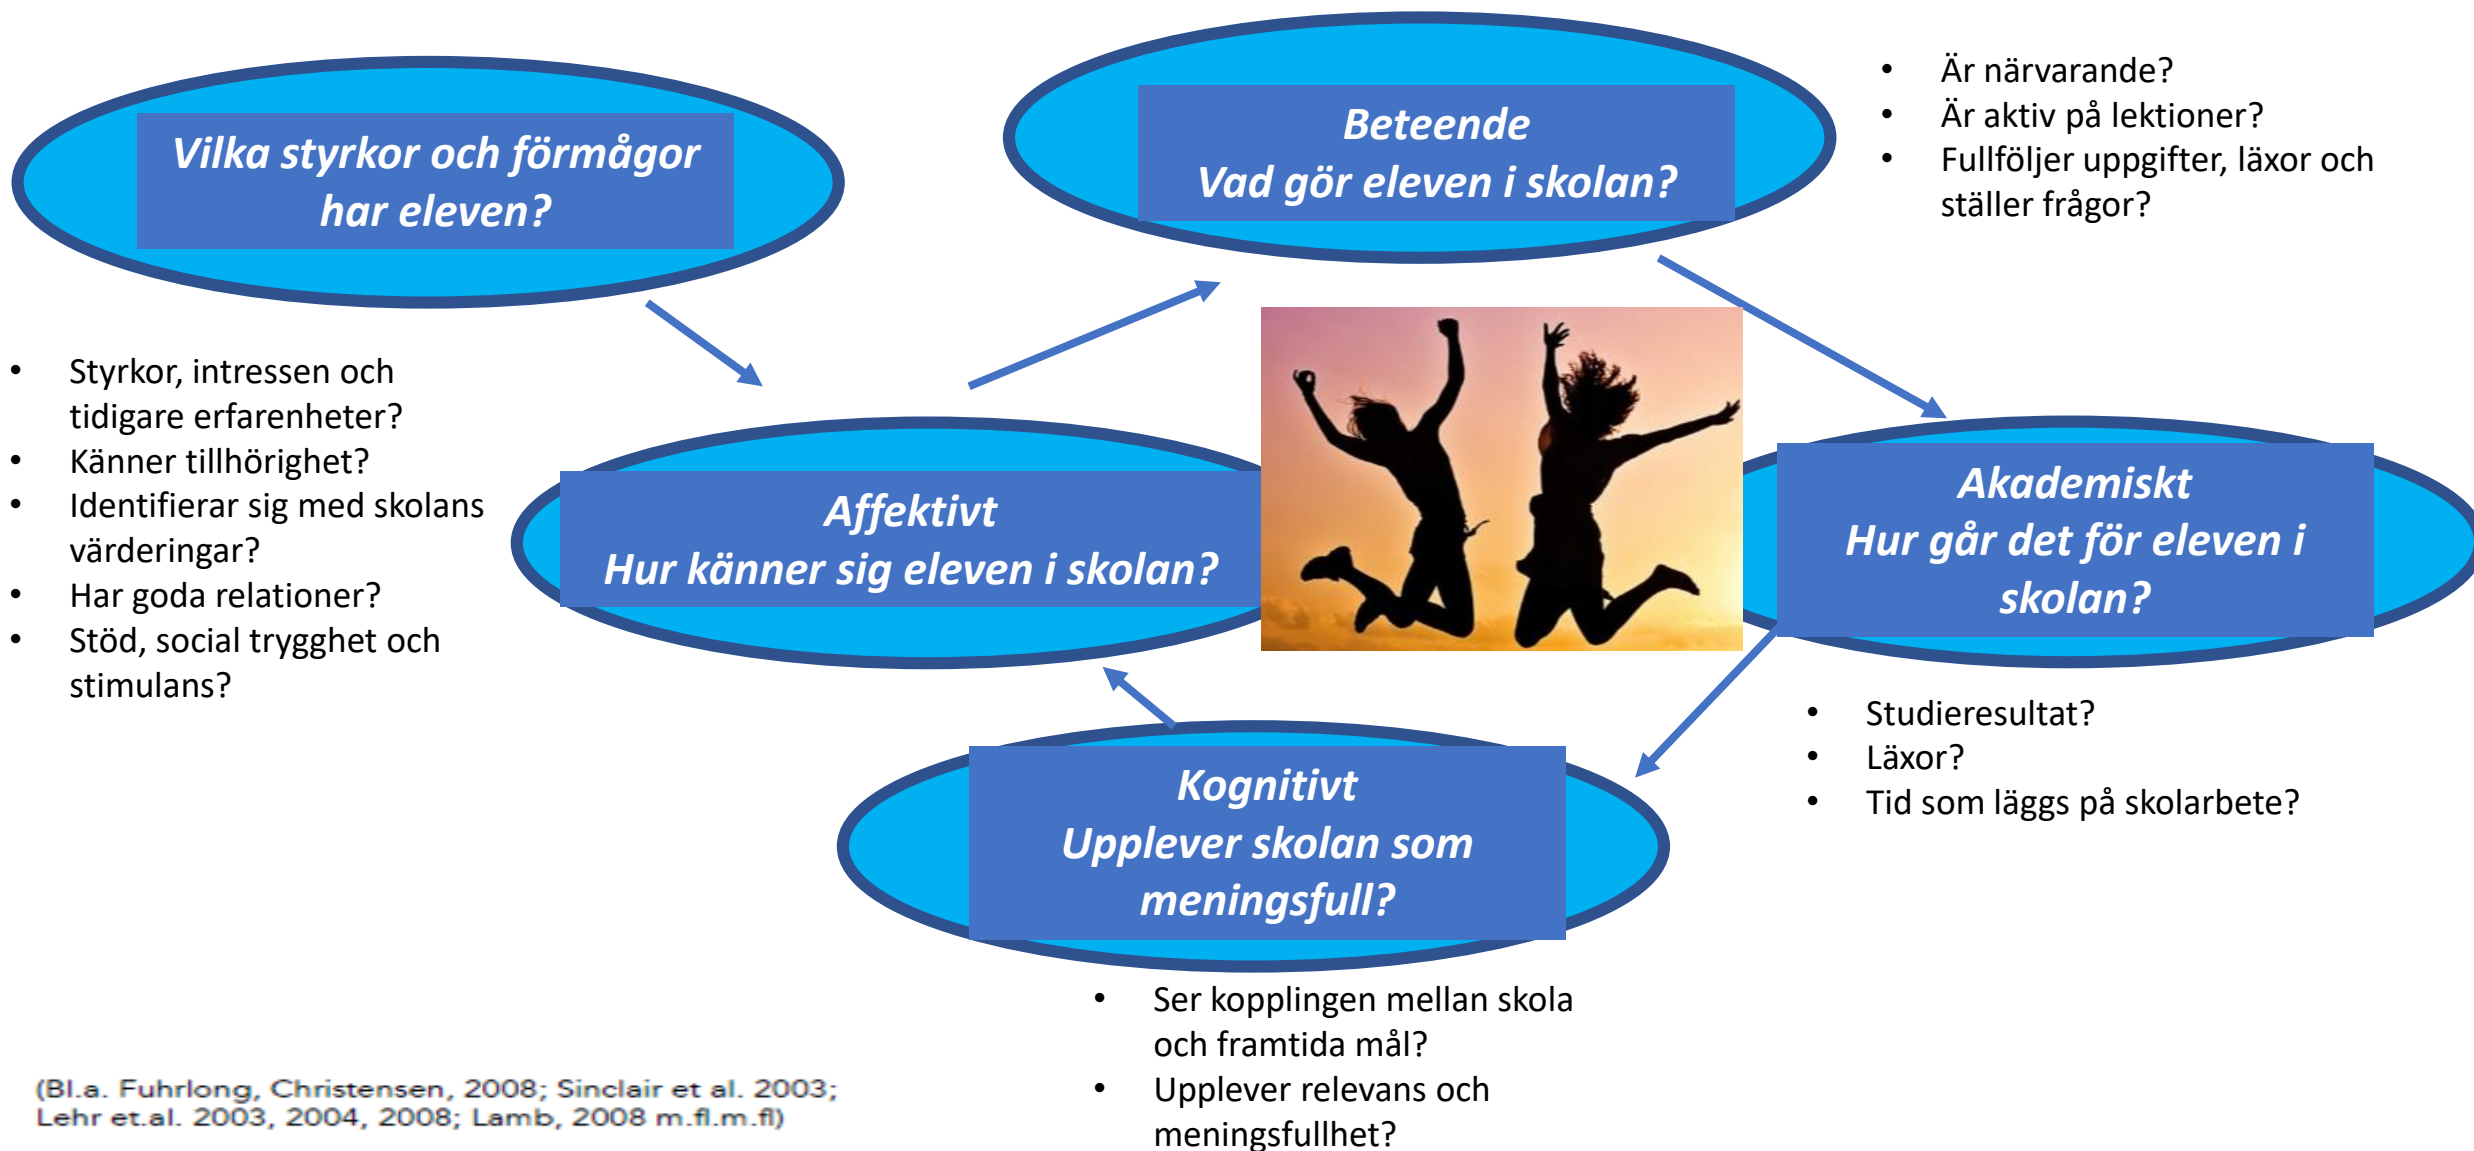 Vilka styrkor och förmågor
har eleven?
Beteende
Vad gör eleven i skolan?
• Är närvarande?
• Är aktiv på lektioner?
• Fullföljer uppgifter, läxor och
ställer frågor?
• Styrkor, intressen och
tidigare erfarenheter?
• Känner tillhörighet?
• Identifierar sig med skolans
värderingar?
• Har goda relationer?
• Stöd, social trygghet och
stimulans?
Affektivt
Hur känner sig eleven i skolan?
Akademiskt
Hur går det för eleven i
skolan?
• Studieresultat?
• Läxor?
• Tid som läggs på skolarbete?
Kognitivt
Upplever skolan som
meningsfull?
• Ser kopplingen mellan skola
och framtida mål?
• Upplever relevans och
meningsfullhet?
(Bl.a. Fuhrlong, Christensen, 2008; Sinclair et al. 2003;
Lehr et.al. 2003, 2004, 2008; Lamb, 2008 m.fl.m.fl)